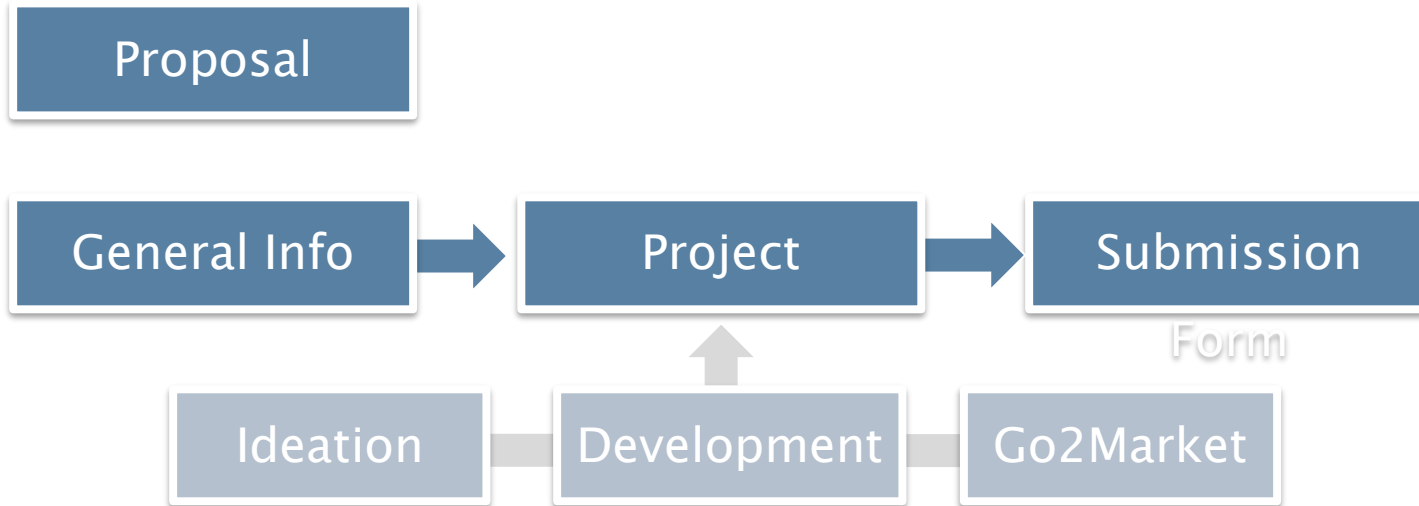 Proposal
General Info
Project
Submission
Form
Ideation
Development
Go2Market